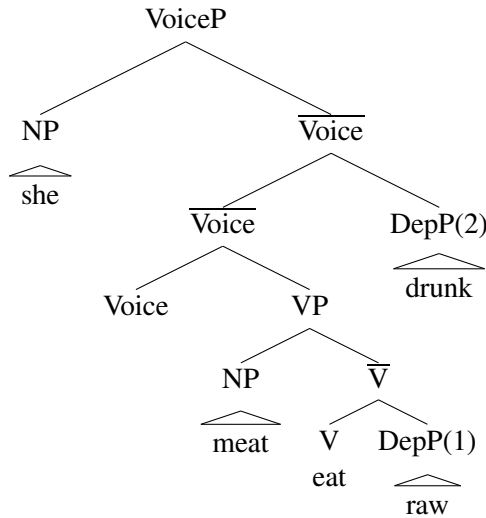 VoiceP
NP Voice
she
Voice DepP(2)
drunk
Voice VP
NP V
meat V DepP(1)
eat
raw